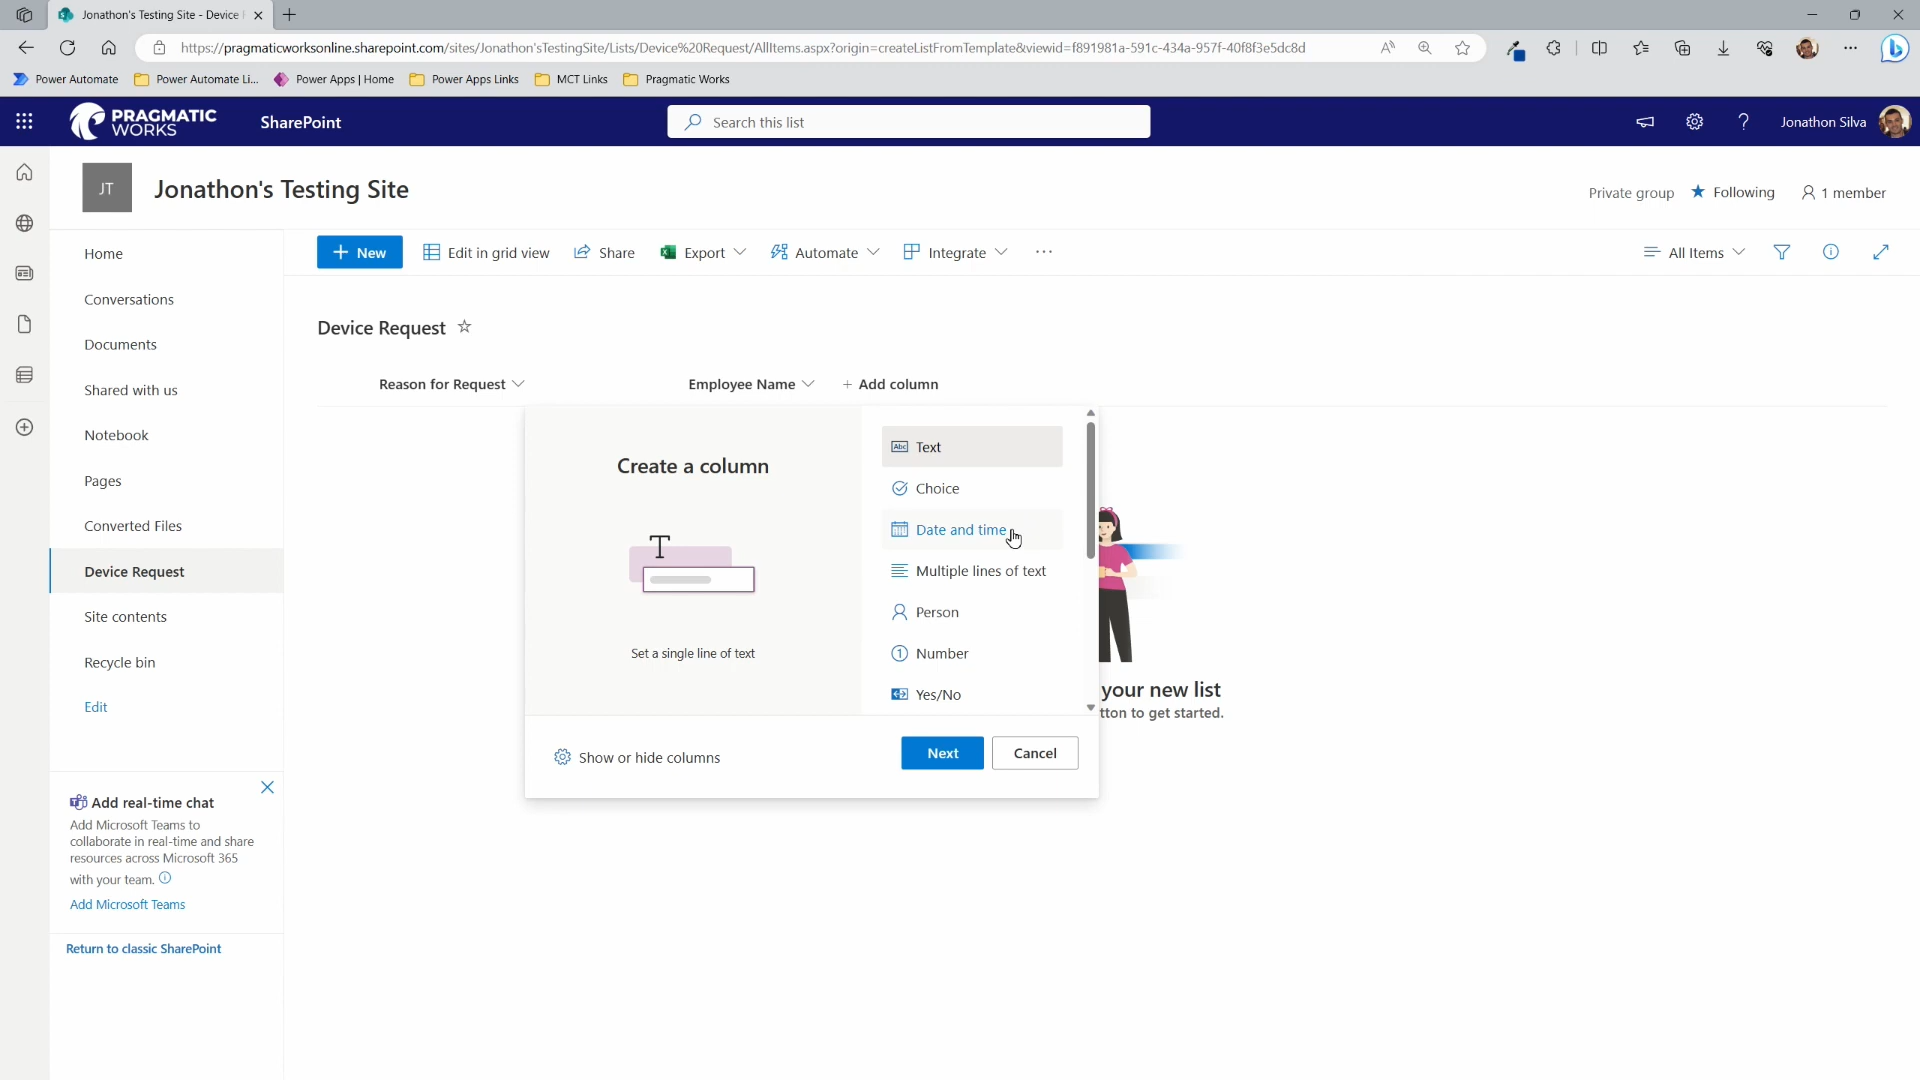 Jonathon's Testing Site - Device
https://pragmaticworksonline.sharepoint.com/sites/Jonathon'sTestingSite/Lists/Device%20Request/AllItems.aspx?origin=createListFromTemplate&viewid=f891981a-591c-434a-957f-40f8f3e5dc8d
Power Automate
Power Automate Li...
Power Apps | Home
Power Apps Links
MCT Links
Pragmatic Works
PRAGMATIC
WORKS
SharePoint
Search this list
Jonathon Silva
JT
Jonathon's Testing Site
Private group
Following
1 member
Home
Conversations
Documents
Shared with us
Notebook
Pages
Converted Files
Device Request
Site contents
Recycle bin
Edit
New
Edit in grid view
Share
Export
Automate
Integrate
All Items
Device Request
Reason for Request
Employee Name
+ Add column
Create a column
T
Set a single line of text
Abc Text
Choice
Date and time
Multiple lines of text
Person
1 Number
Yes/No
Show or hide columns
Next
Cancel
your new list
tton to get started.
Add real-time chat
Add Microsoft Teams to
collaborate in real-time and share
resources across Microsoft 365
with your team.
Add Microsoft Teams
Return to classic SharePoint